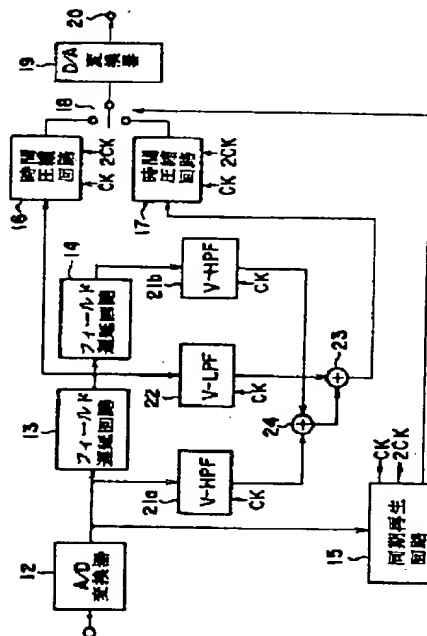 12
A/D
変換器
13
フィールド
遅延回路
14
フィールド
遅延回路
16
時間
圧縮
回路
CK 2CK
17
時間
圧縮
回路
CK 2CK
18
19
D/A
変換
器
20
21a
V-HPF
CK
22
V-LPF
CK
21b
V-HPF
CK
24
23
15
同期再生
回路
CK
2CK